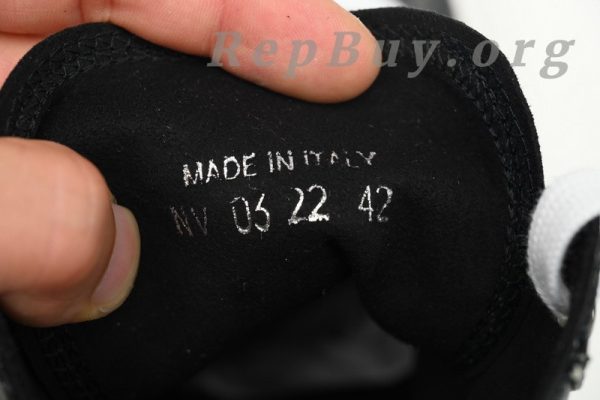 RepBuy.org
MADE IN ITALY
NV 03 22 42